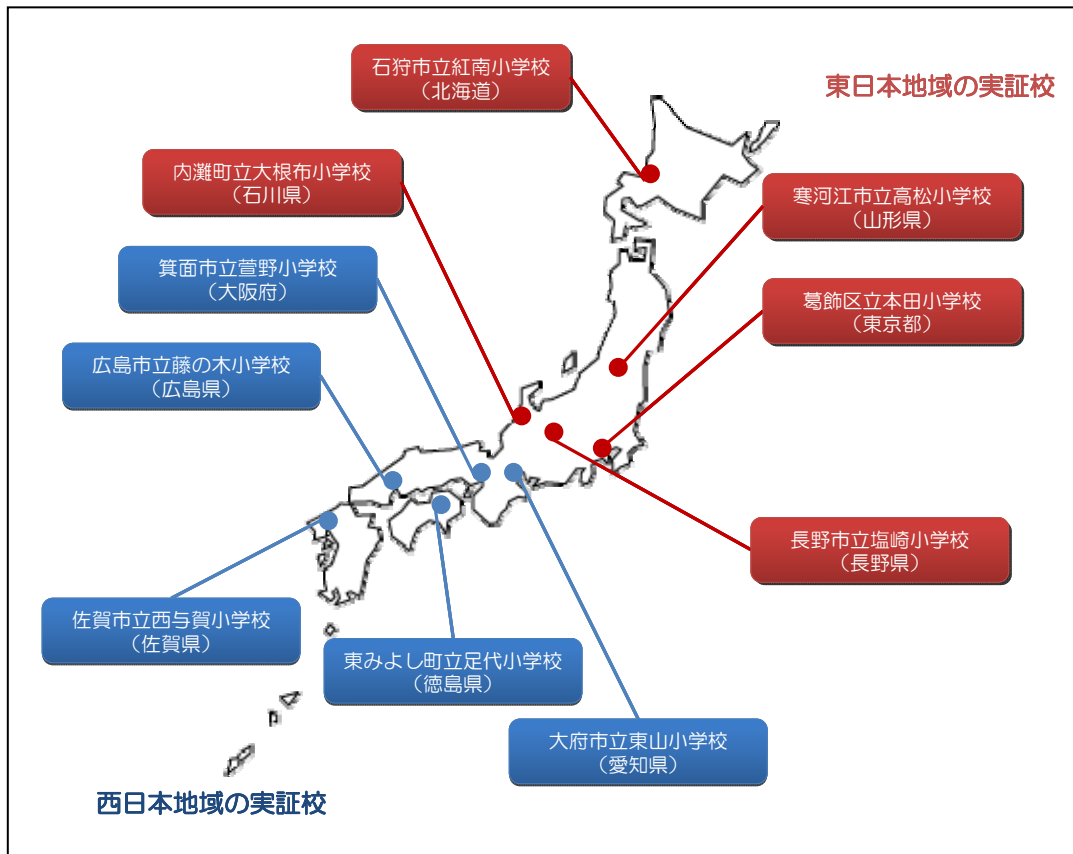 石狩市立紅南小学校
（北海道）
東日本地域の実証校
内灘町立大根布小学校
（石川県）
寒河江市立高松小学校
（山形県）
箕面市立萱野小学校
（大阪府）
葛飾区立本田小学校
（東京都）
広島市立藤の木小学校
（広島県）
長野市立塩崎小学校
（長野県）
佐賀市立西与賀小学校
（佐賀県）
東みよし町立足代小学校
（徳島県）
大府市立東山小学校
（愛知県）
西日本地域の実証校